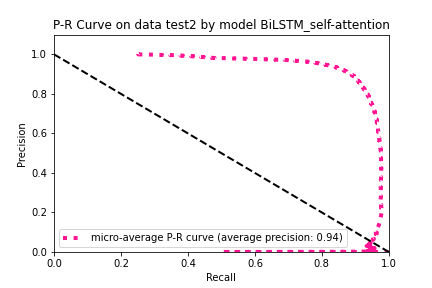 P-R Curve on data test2 by model BiLSTM_self-attention
1.0
0.8
0.6
0.4
0.2
0.0
Precision
micro-average P-R curve (average precision: 0.94)
0.0 0.2 0.4 0.6 0.8 1.0
Recall